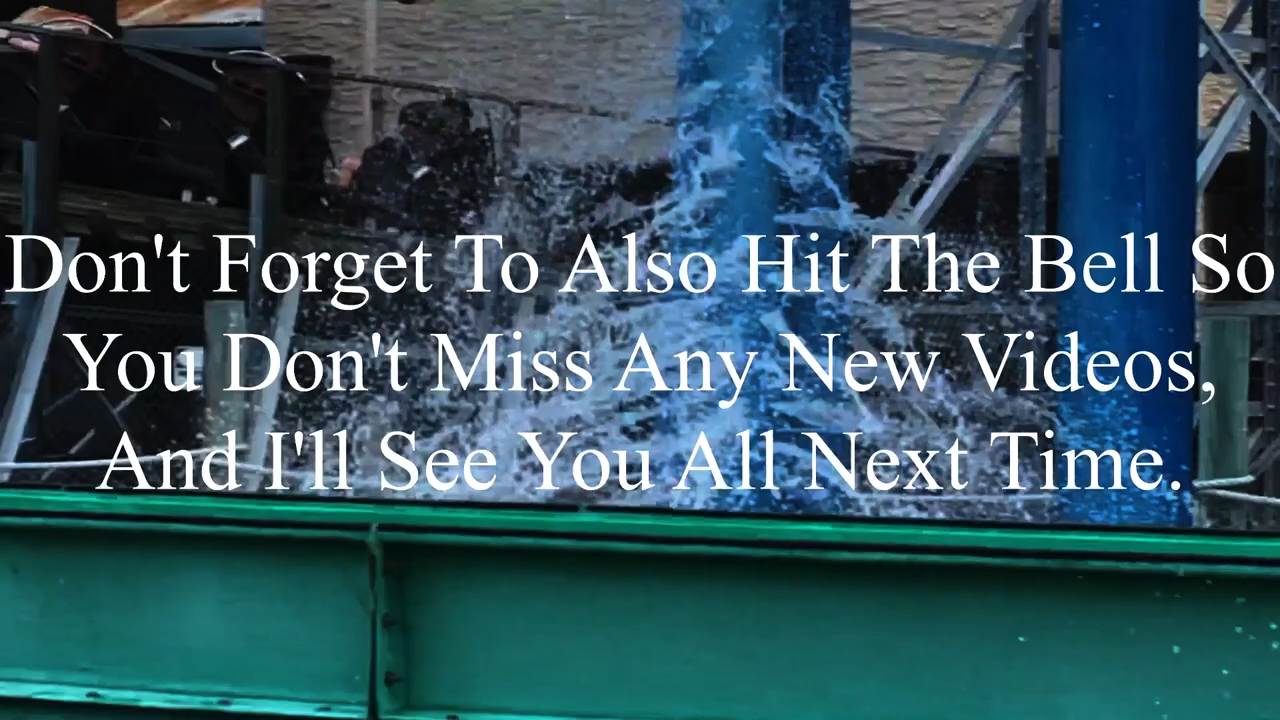 Don't Forget To Also Hit The Bell So
You Don't Miss Any New Videos,
And I'll See You All Next Time.